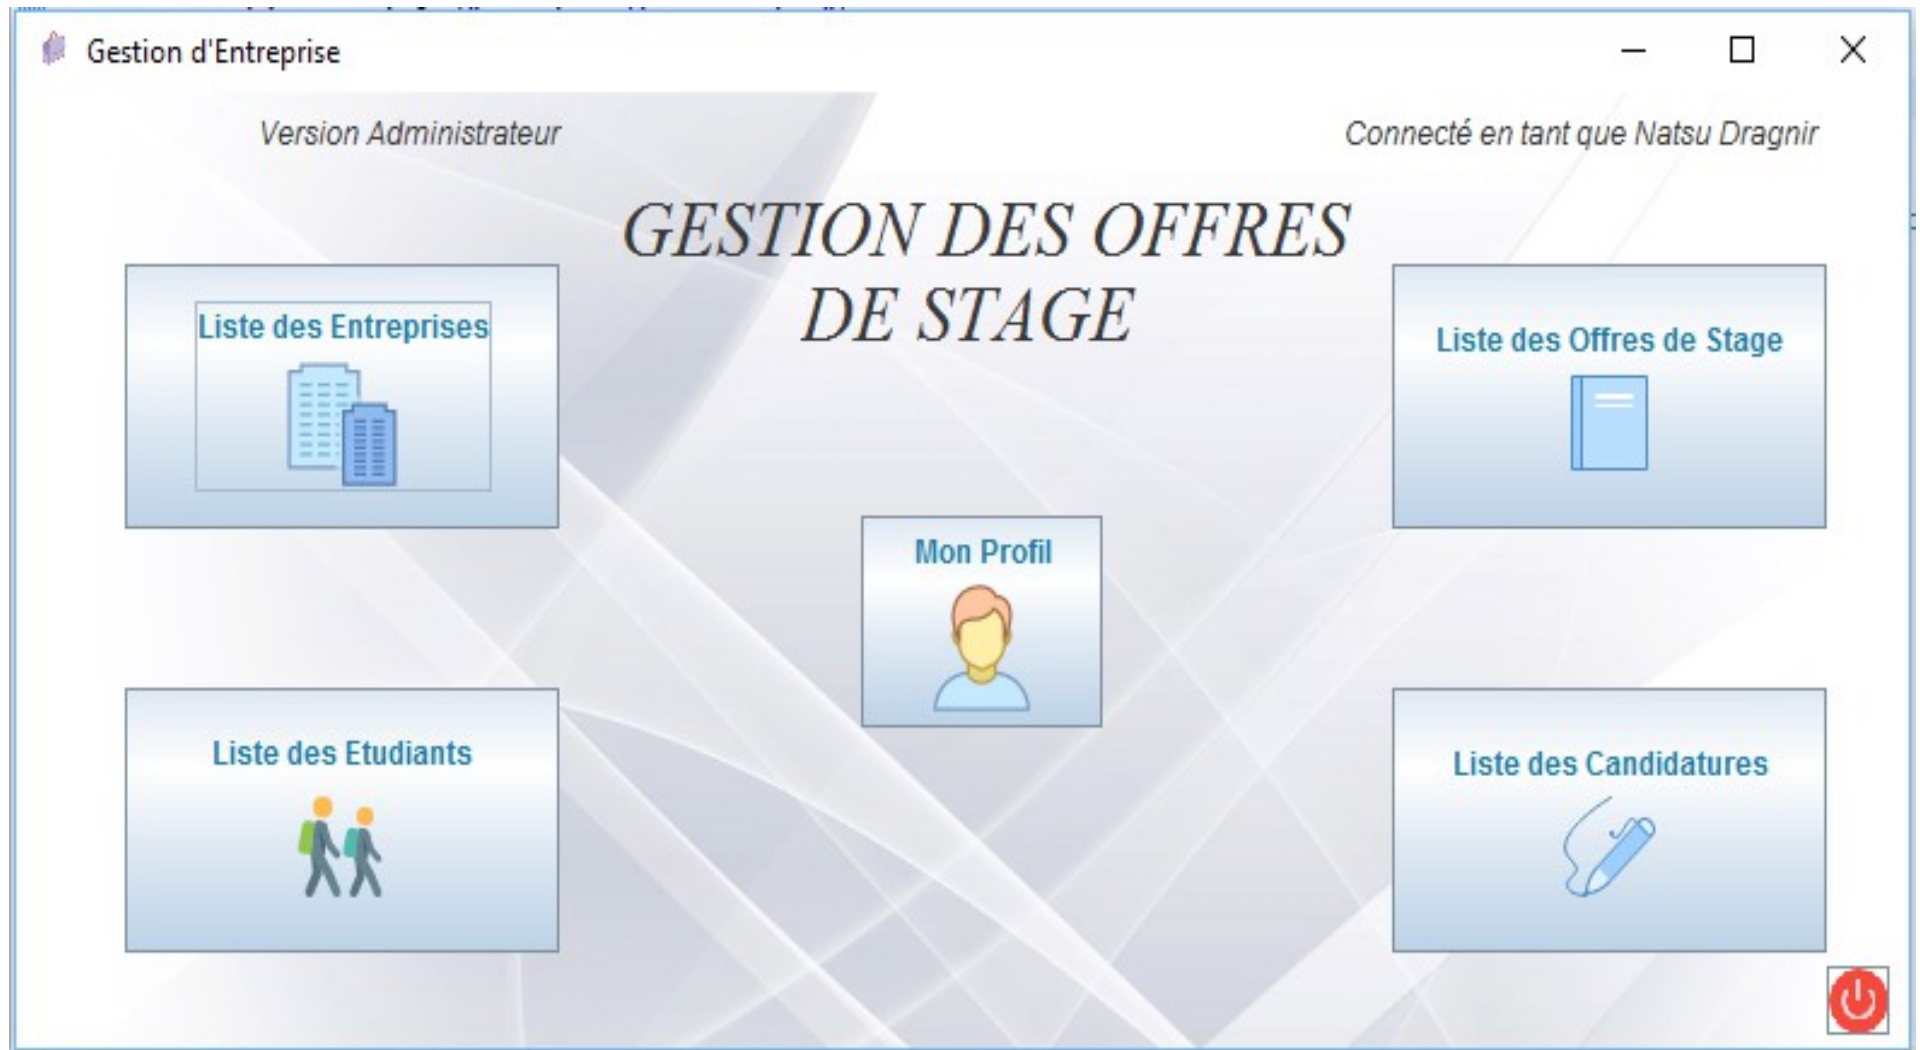 Gestion d'Entreprise
Version Administrateur
Connecté en tant que Natsu Dragnir
GESTION DES OFFRES
DE STAGE
Liste des Entreprises
Liste des Offres de Stage
Mon Profil
Liste des Etudiants
Liste des Candidatures